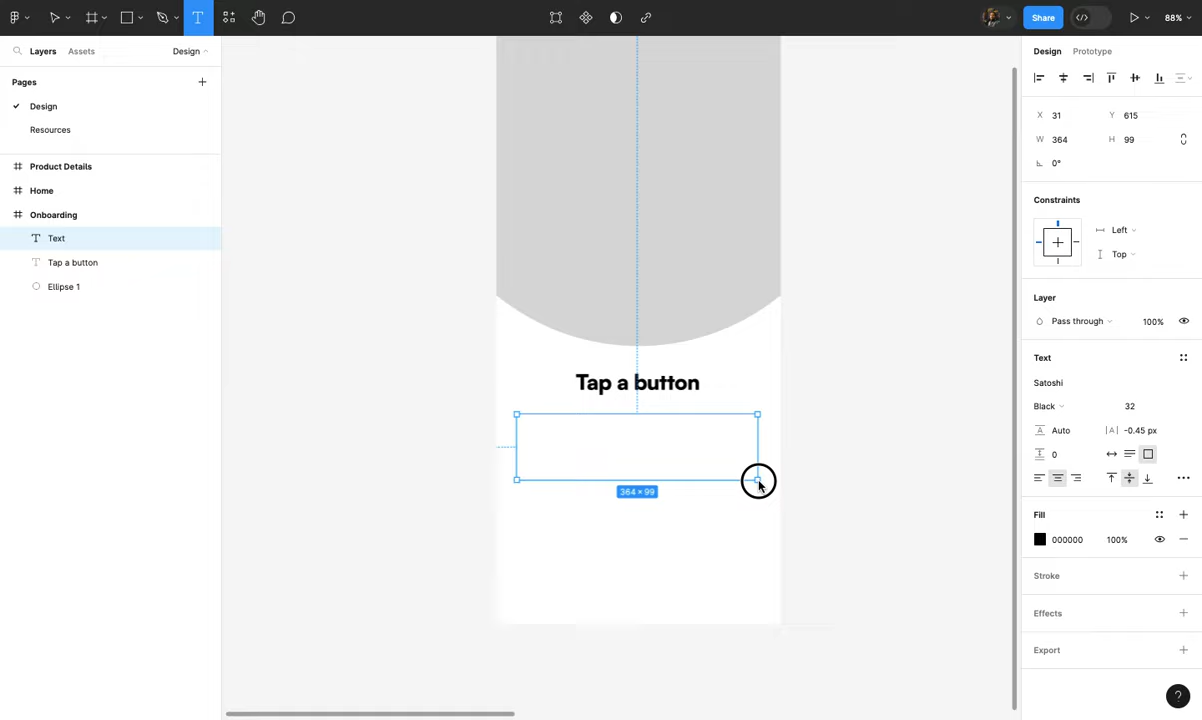 Share
88%
Layers
Assets
Design
Pages
Design
Resources
Product Details
Home
Onboarding
Text
Tap a button
Ellipse 1
Tap a button
364 × 99
Design
Prototype
X 31
Y 615
W 364
H 99
0°
Constraints
Left
Top
Layer
Pass through
100%
Text
Satoshi
Black
32
Auto
-0.45 px
0
Fill
000000
100%
Stroke
Effects
Export
?